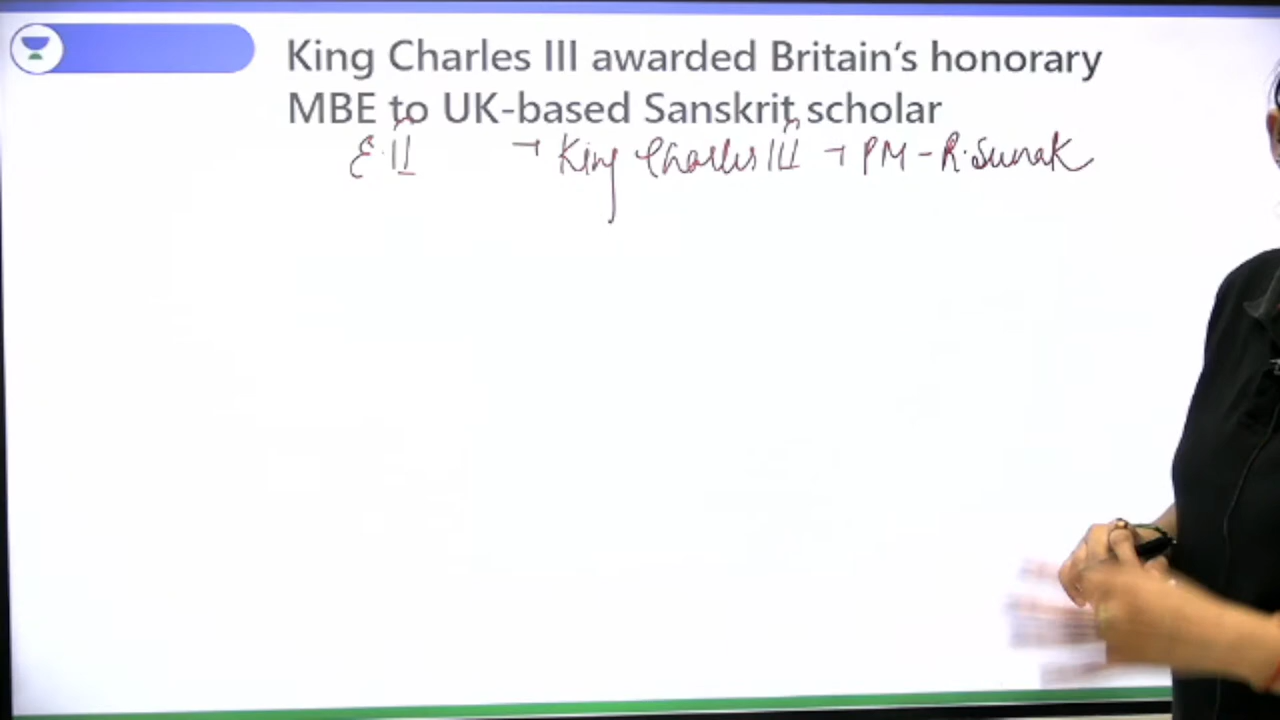 King Charles III awarded Britain's honorary
MBE to UK-based Sanskrit scholar
E.II → King Charles III → PM - R.Sunak